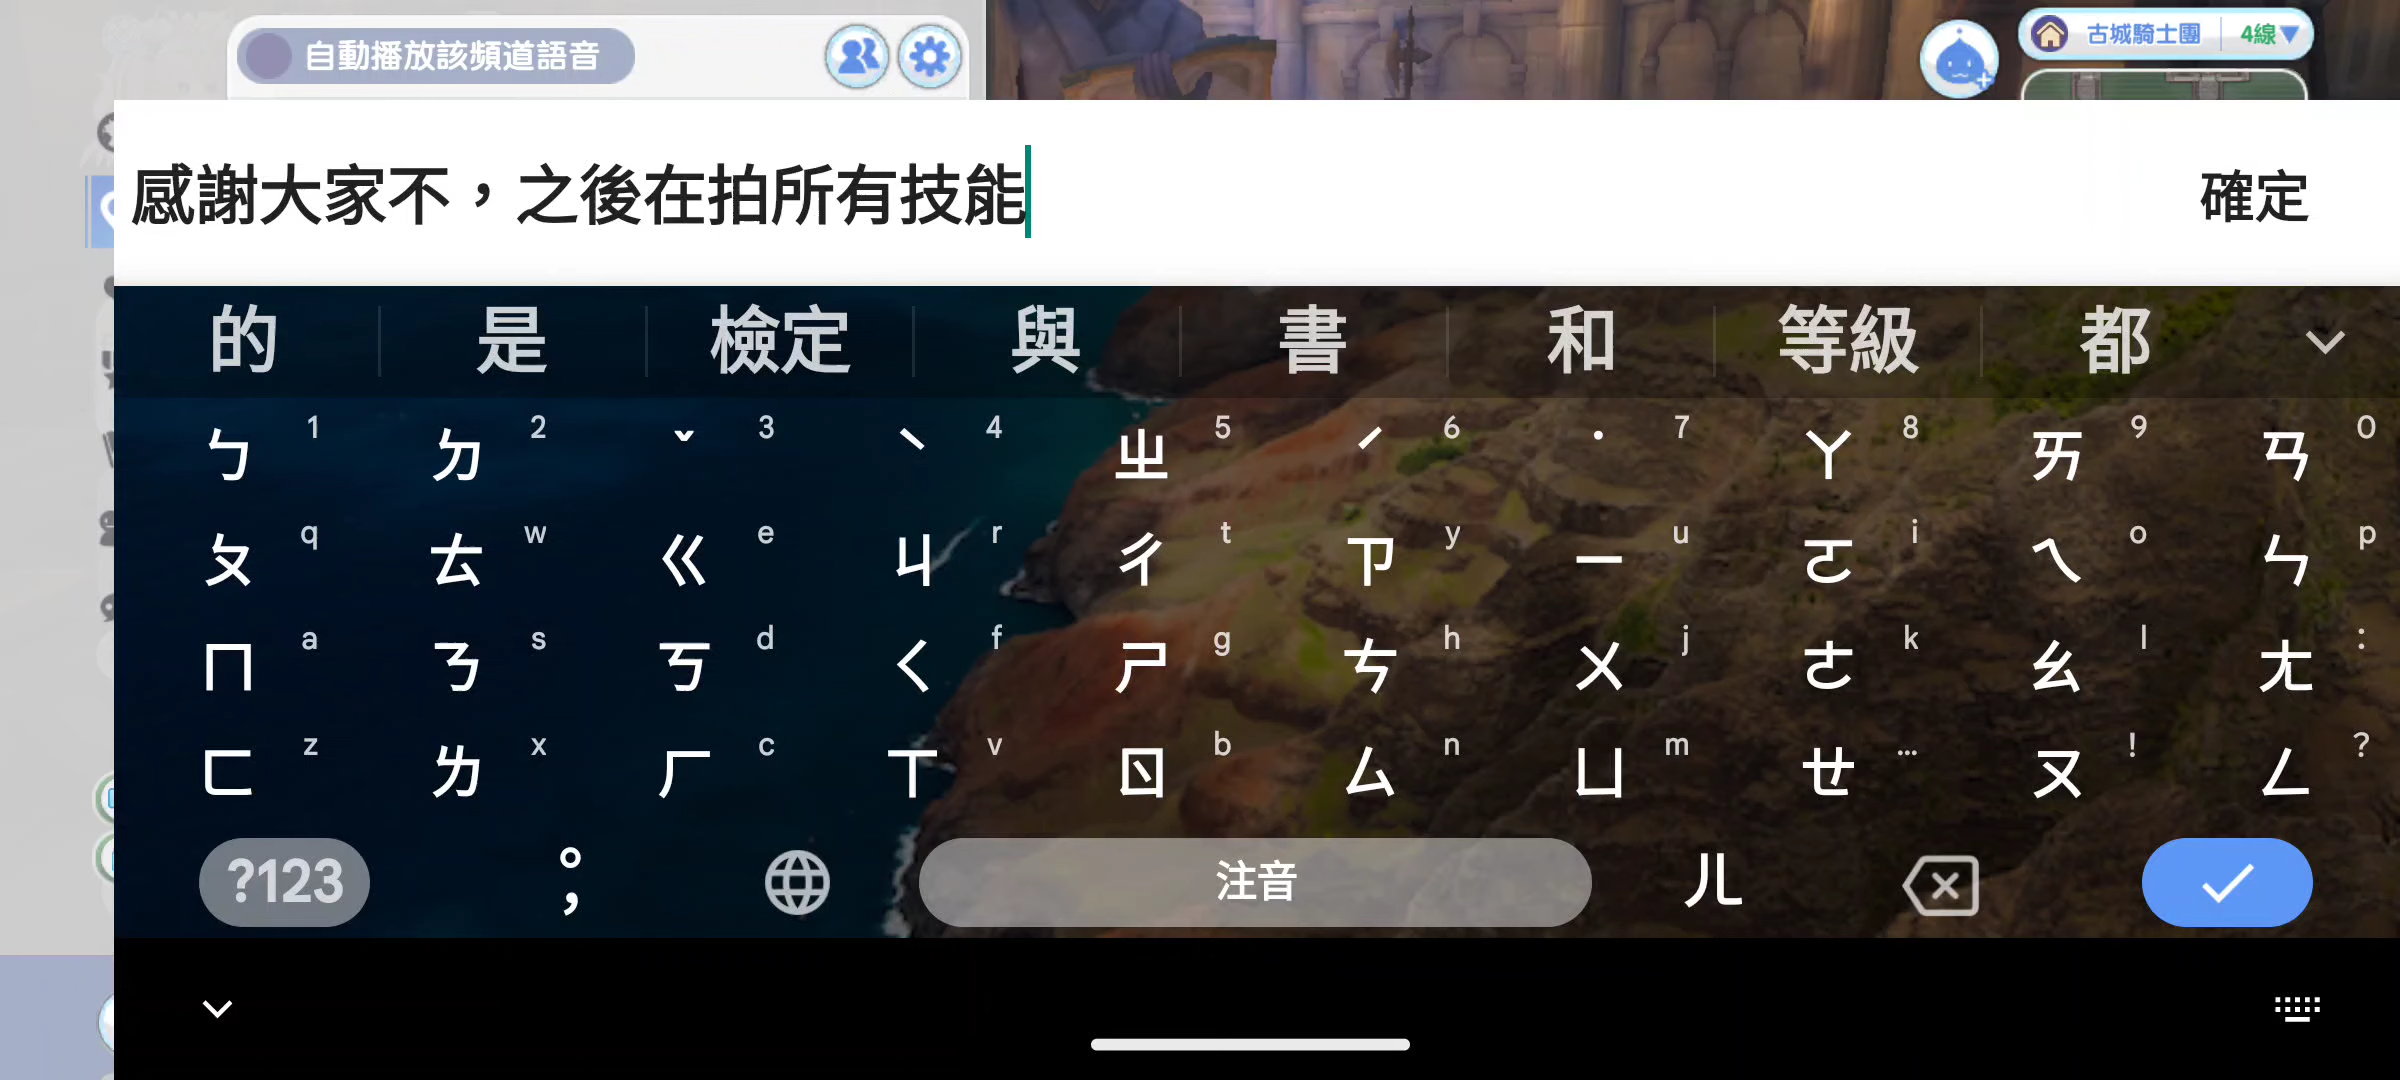 自動播放該頻道語音
古城騎士團 4線
感謝大家不，之後在拍所有技能
確定
的 是 檢定 與 書 和 等級 都
ㄅ 1 ㄉ 2 ˇ 3 ˋ 4 ㄓ 5 ˊ 6 ˙ 7 ㄚ 8 ㄞ 9 ㄢ 0
ㄆ q ㄊ w ㄍ e ㄐ r ㄔ t ㄗ y ㄧ u ㄛ i ㄟ o ㄣ p
ㄇ a ㄋ s ㄎ d ㄑ f ㄕ g ㄘ h ㄨ j ㄜ k ㄠ l ㄤ :
ㄈ z ㄌ x ㄏ c ㄒ v ㄖ b ㄙ n ㄩ m ㄝ … ㄡ ! ㄥ ?
?123 。， 注音 ㄦ